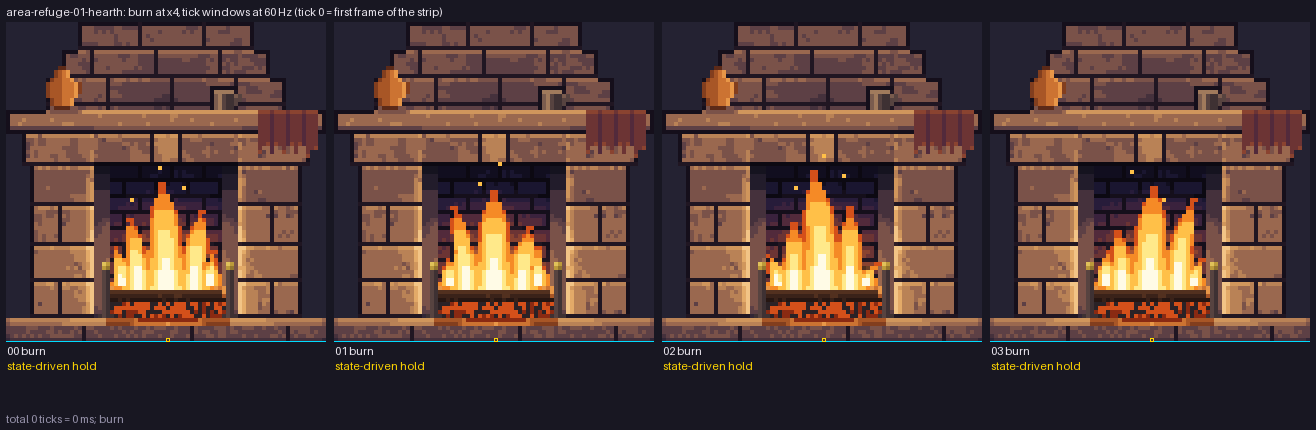 area-refuge-01-hearth: burn at x4, tick windows at 60 Hz (tick 0 = first frame of the strip)
00 burn
state-driven hold
01 burn
state-driven hold
02 burn
state-driven hold
03 burn
state-driven hold
total 0 ticks = 0 ms; burn